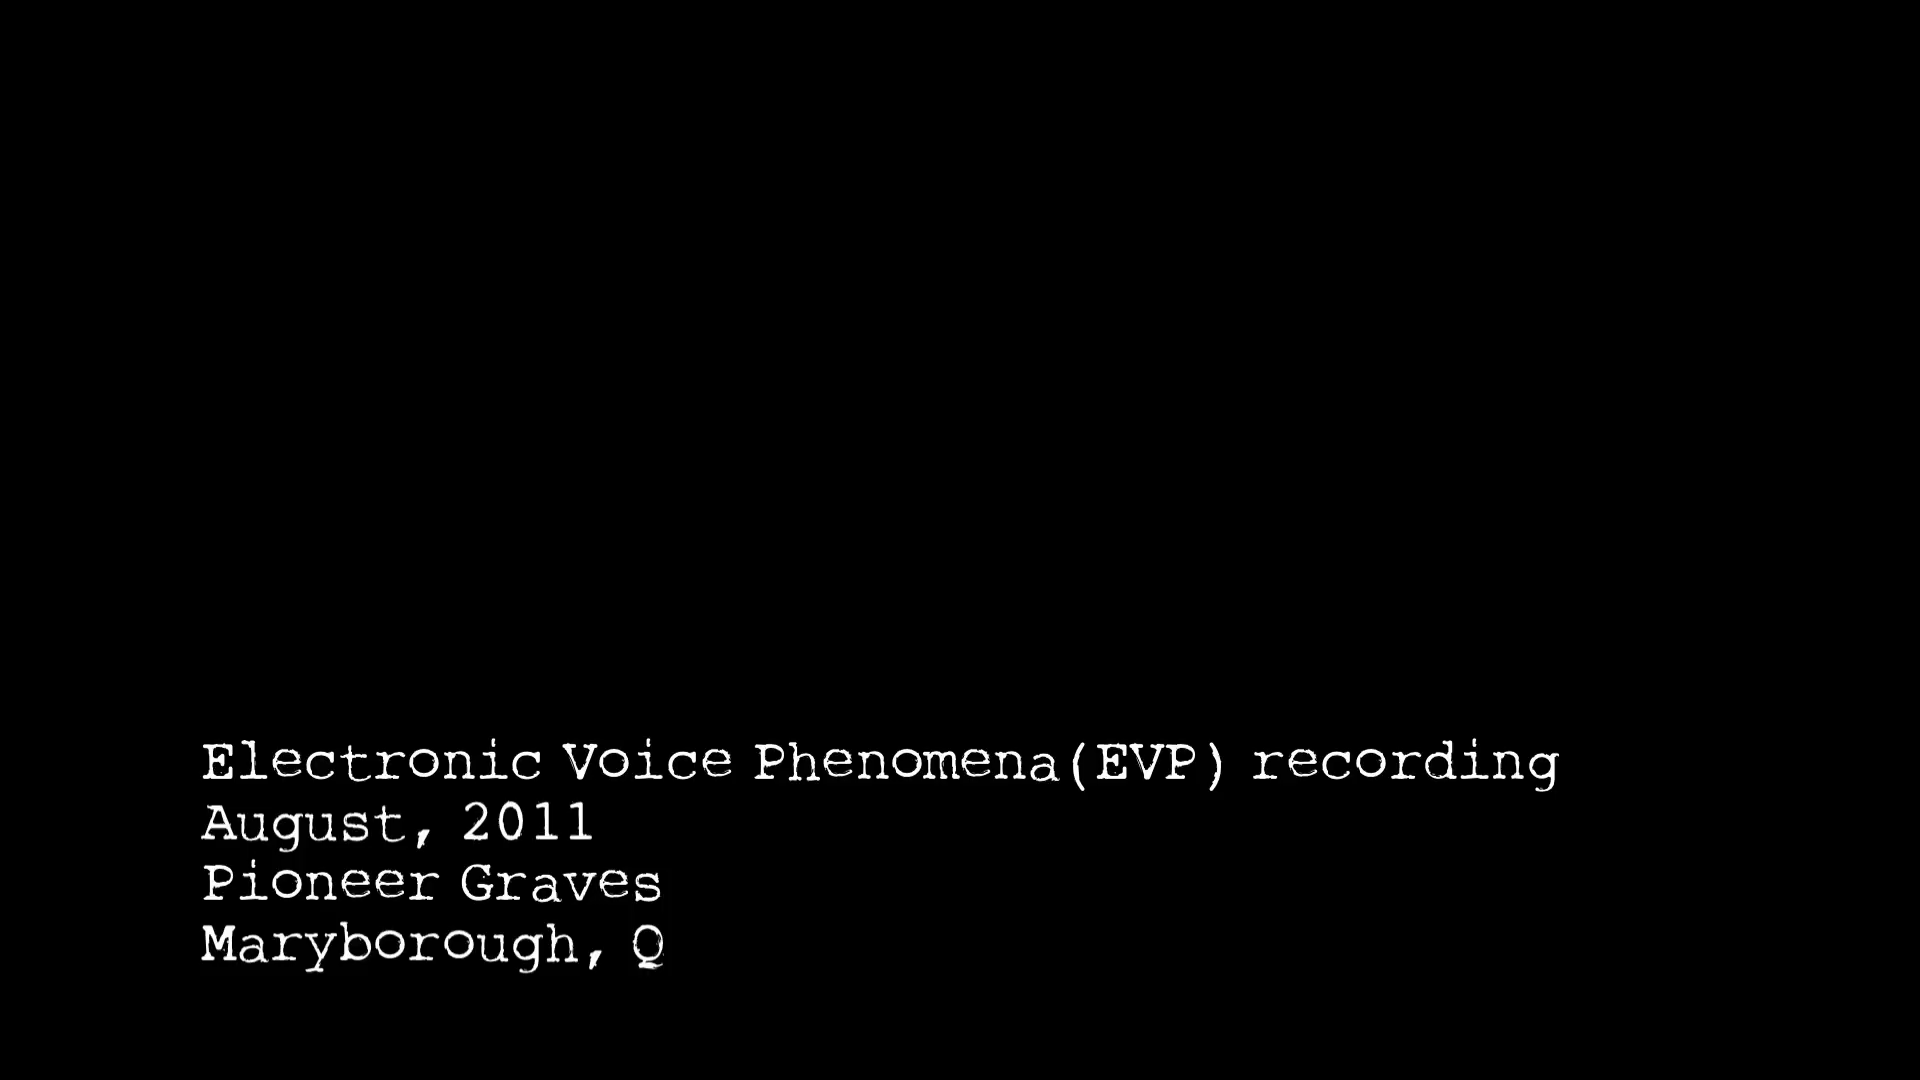 Electronic Voice Phenomena(EVP) recording
August, 2011
Pioneer Graves
Maryborough, Q